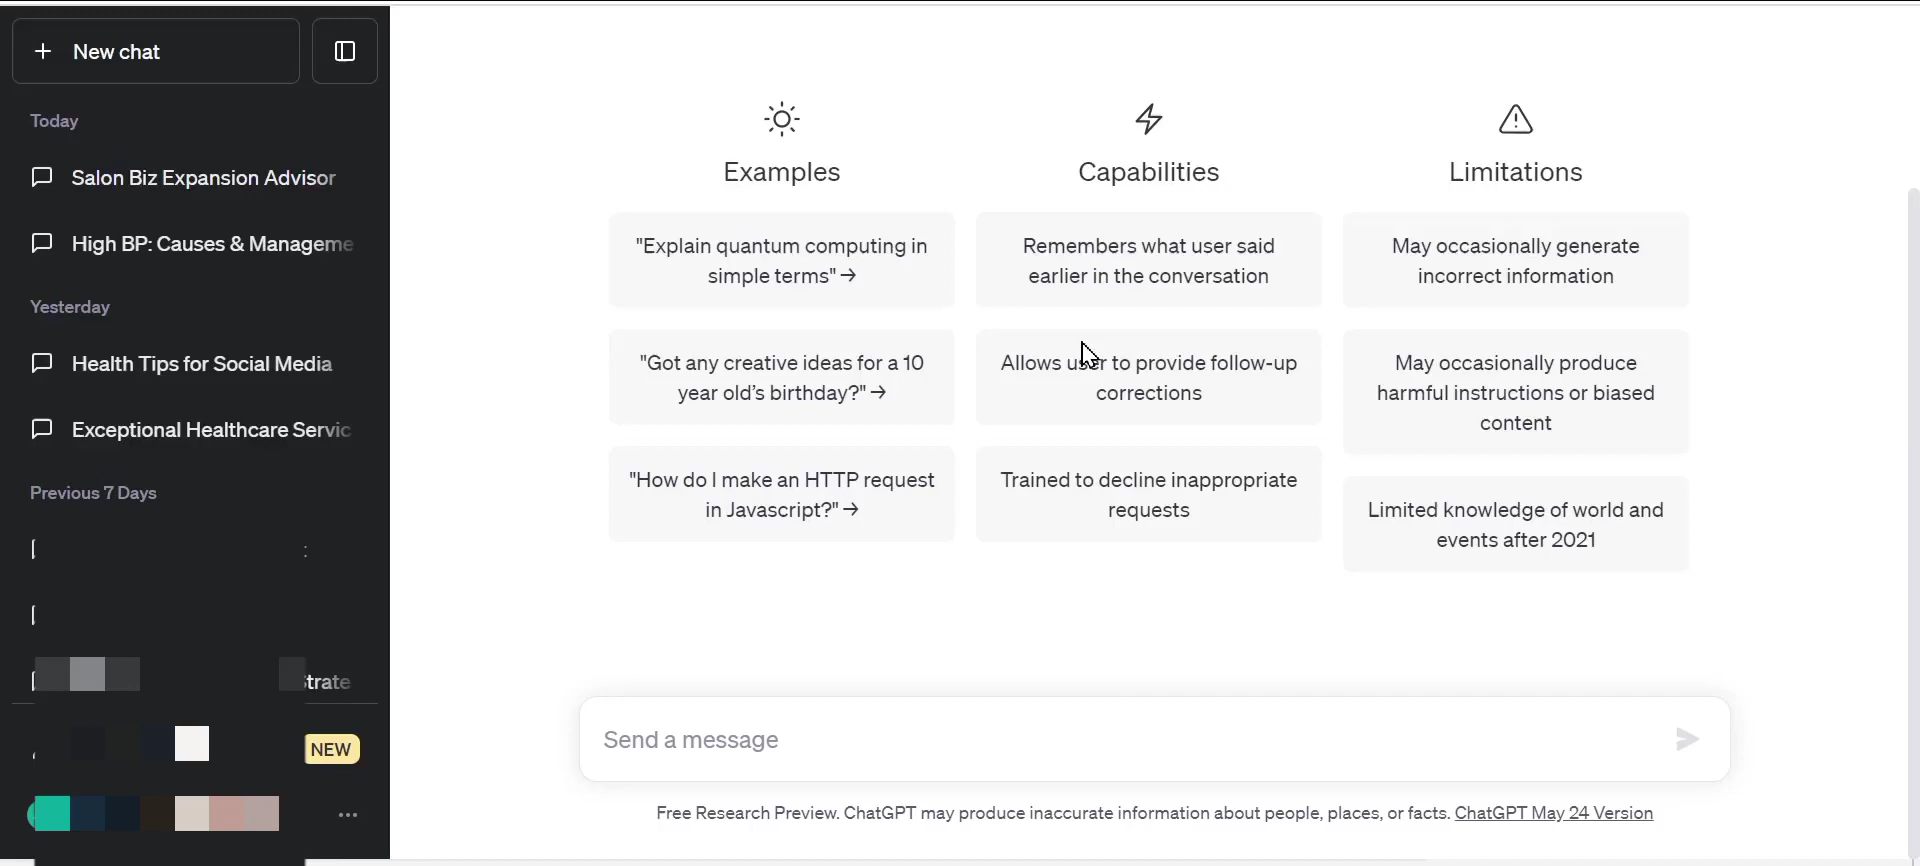 New chat
Today
Salon Biz Expansion Advisor
High BP: Causes & Manageme
Yesterday
Health Tips for Social Media
Exceptional Healthcare Servic
Previous 7 Days
trate
NEW
Examples
"Explain quantum computing in
simple terms" →
"Got any creative ideas for a 10
year old’s birthday?" →
"How do I make an HTTP request
in Javascript?" →
Capabilities
Remembers what user said
earlier in the conversation
Allows user to provide follow-up
corrections
Trained to decline inappropriate
requests
Limitations
May occasionally generate
incorrect information
May occasionally produce
harmful instructions or biased
content
Limited knowledge of world and
events after 2021
Send a message
Free Research Preview. ChatGPT may produce inaccurate information about people, places, or facts. ChatGPT May 24 Version